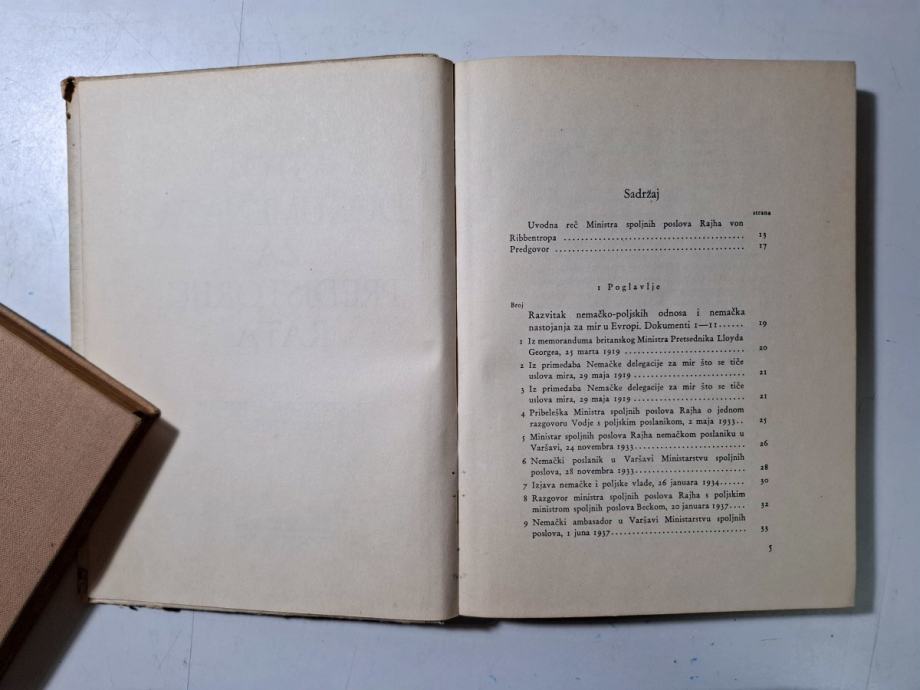 Sadržaj
strana
Uvodna reč Ministra spoljnih poslova Rajha von
Ribbentropa ........................................ 13
Predgovor ........................................ 17
1 Poglavlje
Broj
Razvitak nemačko-poljskih odnosa i nemačka
nastojanja za mir u Evropi. Dokumenti 1—11 ...... 19
1 Iz memoranduma britanskog Ministra Pretsednika Lloyda
Georgea, 25 marta 1919 .......................... 20
2 Iz primedaba Nemačke delegacije za mir što se tiče
uslova mira, 29 maja 1919 ........................ 21
3 Iz primedaba Nemačke delegacije za mir što se tiče
uslova mira, 29 maja 1919 ........................ 21
4 Pribeleška Ministra spoljnih poslova Rajha o jednom
razgovoru Vodje s poljskim poslanikom, 2 maja 1933 .. 25
5 Ministar spoljnih poslova Rajha nemačkom poslaniku u
Varšavi, 24 novembra 1933 ........................ 26
6 Nemački poslanik u Varšavi Ministarstvu spoljnih
poslova, 28 novembra 1933 ........................ 28
7 Izjava nemačke i poljske vlade, 26 januara 1934 ...... 30
8 Razgovor ministra spoljnih poslova Rajha s poljskim
ministrom spoljnih poslova Beckom, 20 januara 1937 .... 32
9 Nemački ambasador u Varšavi Ministarstvu spoljnih
poslova, 1 juna 1937 ............................. 33
5